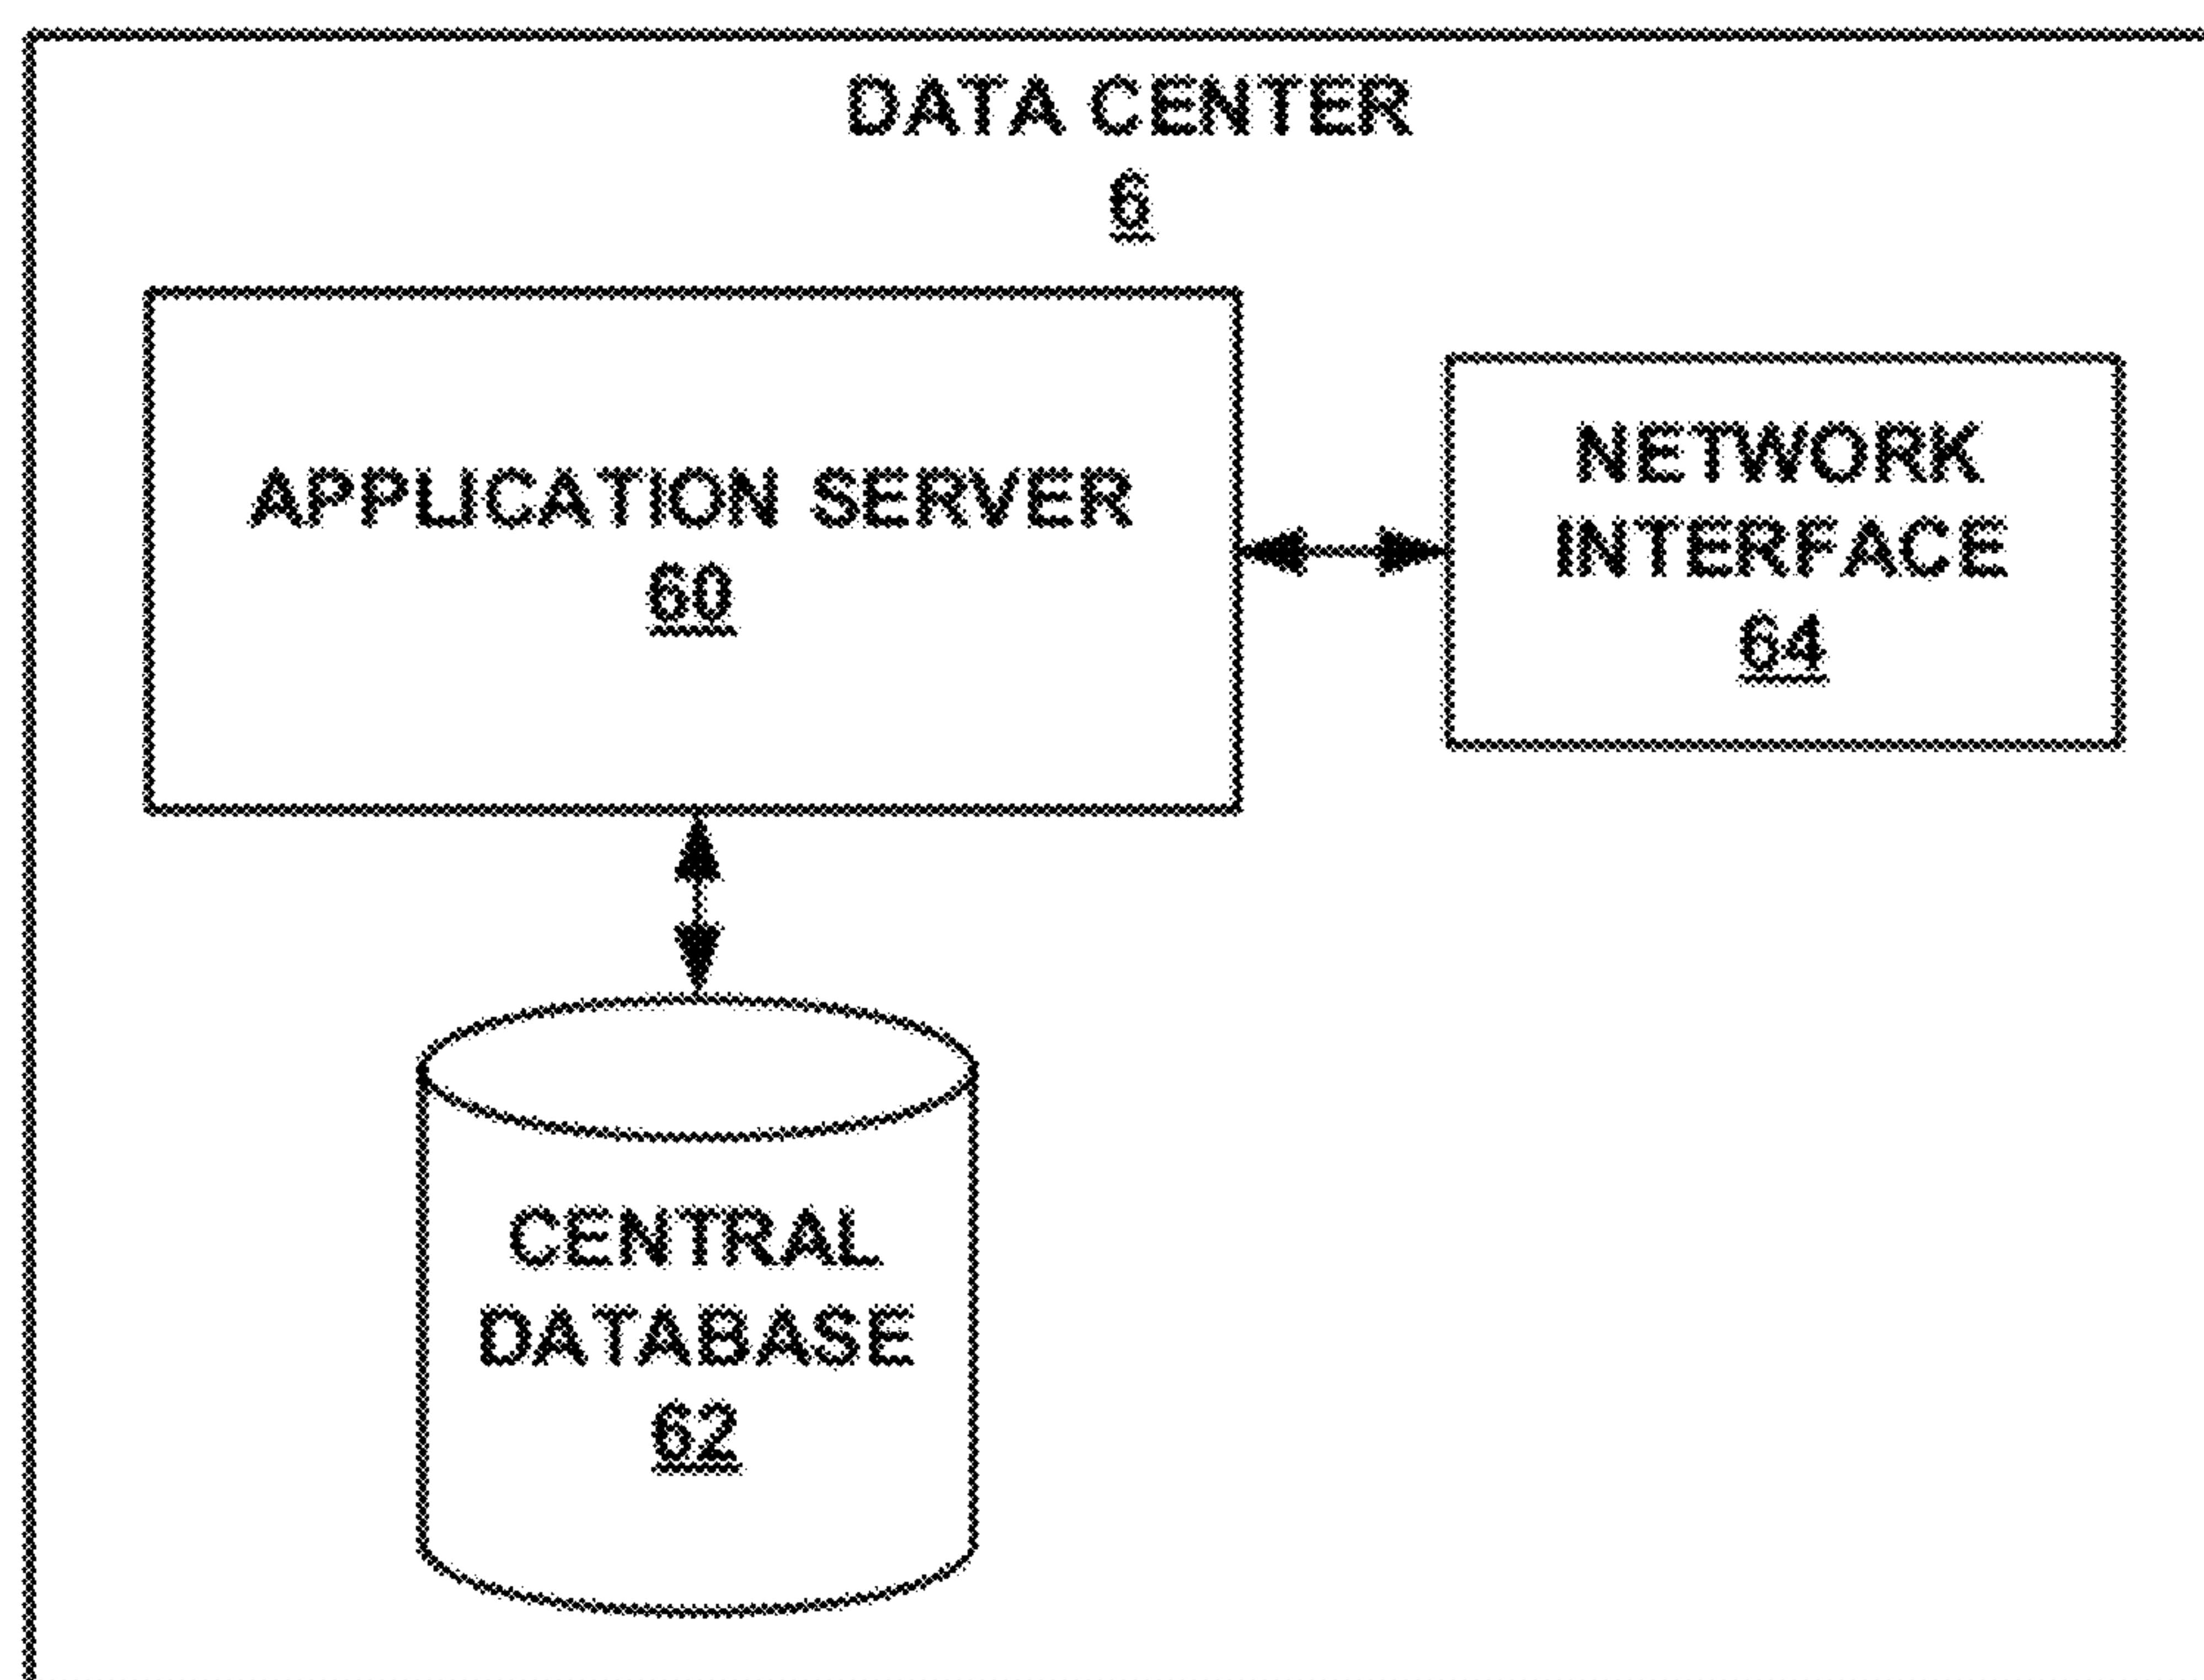 DATA CENTER
6
APPLICATION SERVER
60
NETWORK
INTERFACE
64
CENTRAL
DATABASE
62